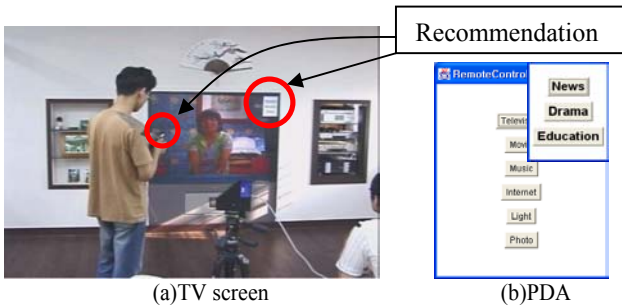 Recommendation
RemoteControl
News
Drama
Education
Movi
Music
Internet
Light
Photo
(a)TV screen
(b)PDA